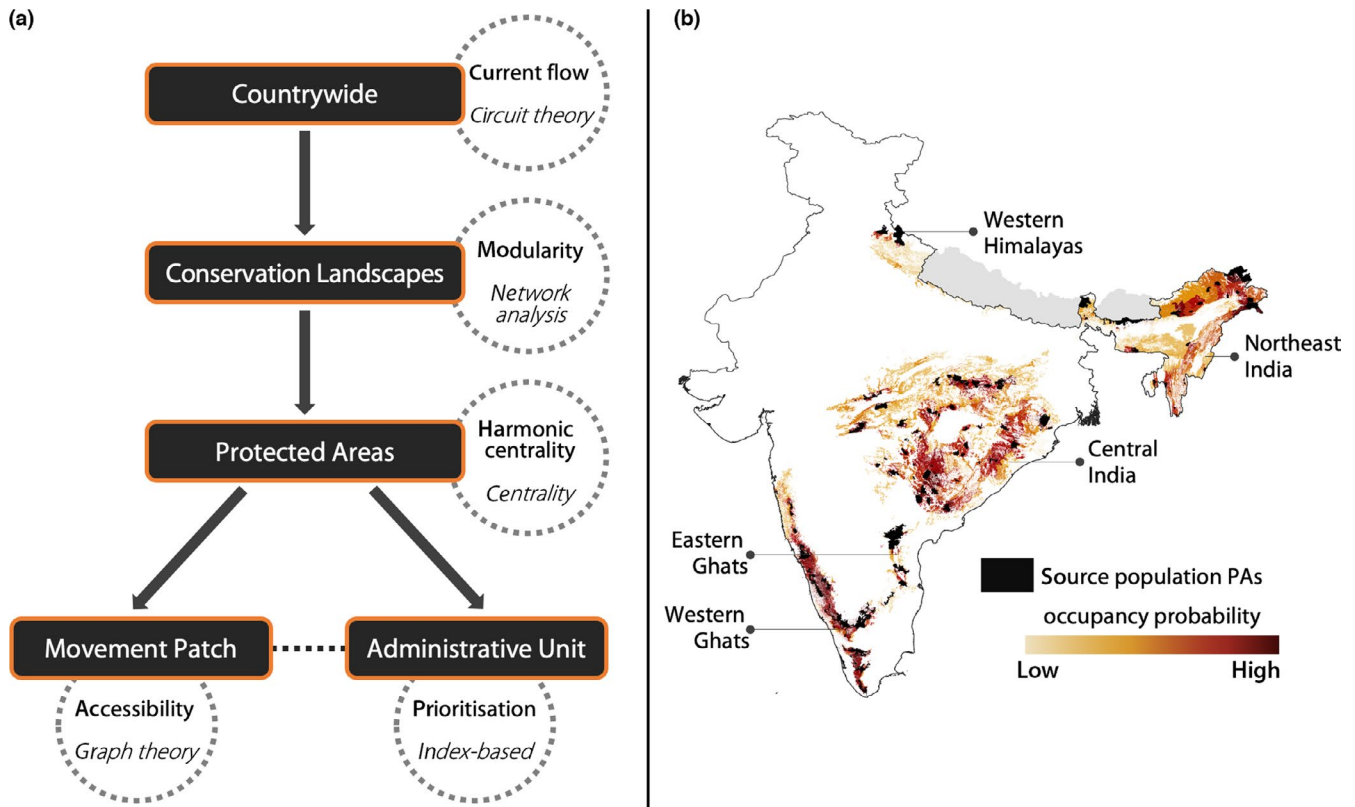 (a)
Countrywide
Current flow
Circuit theory
Conservation Landscapes
Modularity
Network
analysis
Protected Areas
Harmonic
centrality
Centrality
Movement Patch
Administrative Unit
Accessibility
Graph theory
Prioritisation
Index-based
(b)
Western
Himalayas
Northeast
India
Central
India
Eastern
Ghats
Western
Ghats
Source population PAs
occupancy probability
Low
High